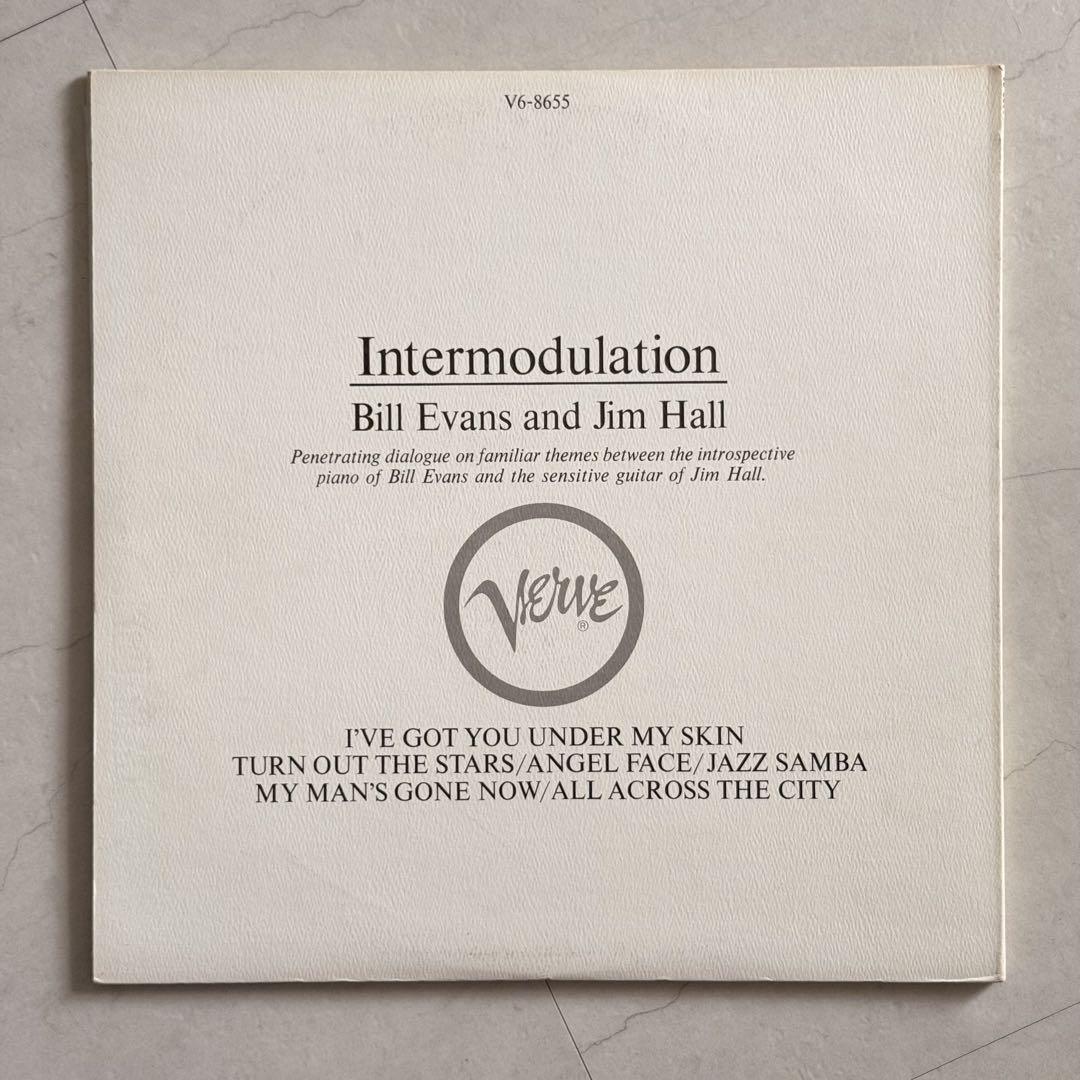 V6-8655
Intermodulation
Bill Evans and Jim Hall
Penetrating dialogue on familiar themes between the introspective
piano of Bill Evans and the sensitive guitar of Jim Hall.
Verve
®
I'VE GOT YOU UNDER MY SKIN
TURN OUT THE STARS/ANGEL FACE/JAZZ SAMBA
MY MAN'S GONE NOW/ALL ACROSS THE CITY